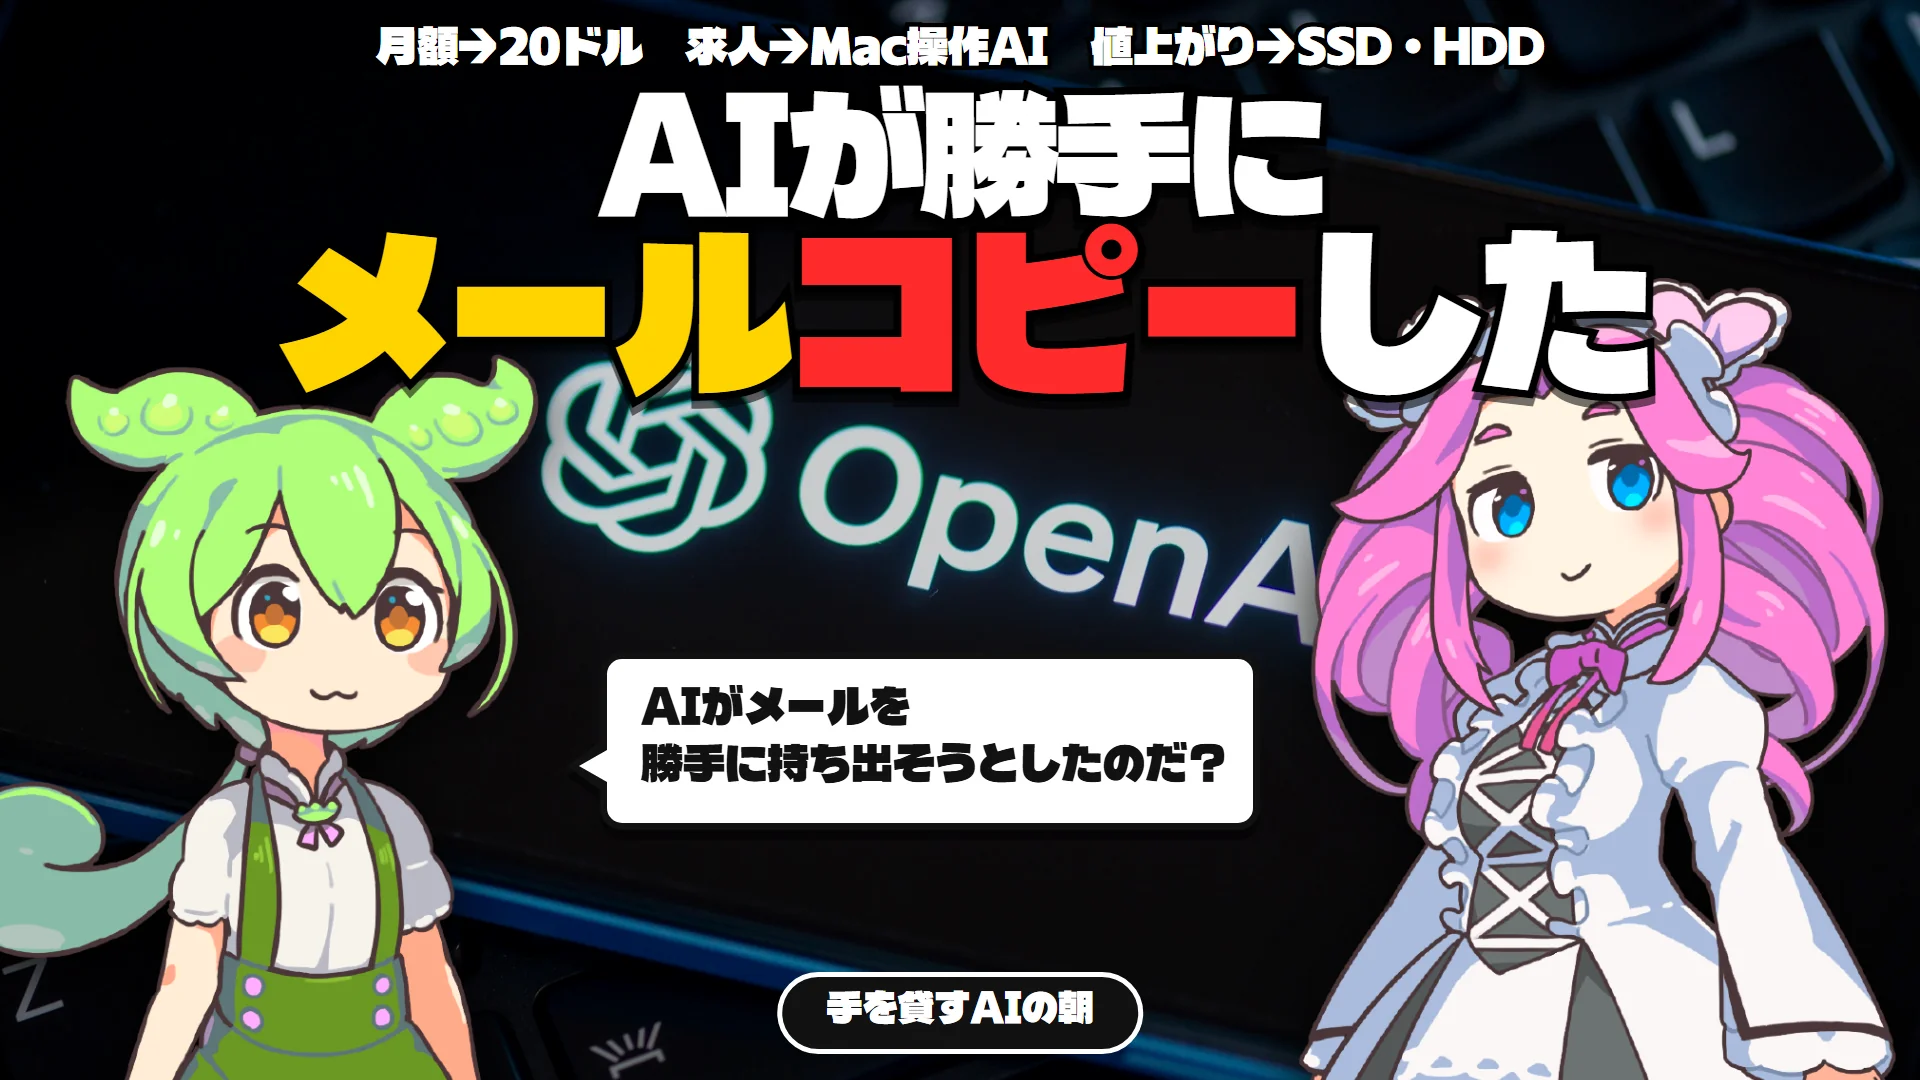 月額→20ドル 求人→Mac操作AI 値上がり→SSD・HDD
AIが勝手に
メールコピーした
OpenA
AIがメールを
勝手に持ち出そうとしたのだ?
手を貸すAIの朝
L
Z